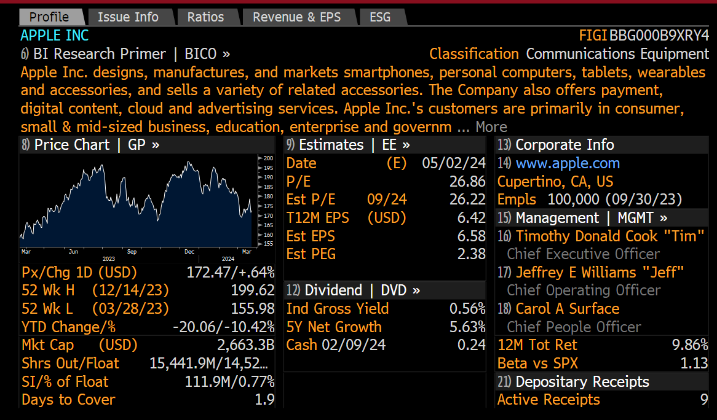 Profile Issue Info Ratios Revenue & EPS ESG
APPLE INC FIGI BBG000B9XRY4
6) BI Research Primer | BICO » Classification Communications Equipment
Apple Inc. designs, manufactures, and markets smartphones, personal computers, tablets, wearables
and accessories, and sells a variety of related accessories. The Company also offers payment,
digital content, cloud and advertising services. Apple Inc.'s customers are primarily in consumer,
small & mid-sized business, education, enterprise and governm ... More
8) Price Chart | GP »
200
195
190
185
180
175
170
165
160
155
Mar Jun Sep Dec Mar
2023 2024
Px/Chg 1D (USD) 172.47/+.64%
52 Wk H (12/14/23) 199.62
52 Wk L (03/28/23) 155.98
YTD Change/% -20.06/-10.42%
Mkt Cap (USD) 2,663.3B
Shrs Out/Float 15,441.9M/14,52...
SI/% of Float 111.9M/0.77%
Days to Cover 1.9
9) Estimates | EE »
Date (E) 05/02/24
P/E 26.86
Est P/E 09/24 26.22
T12M EPS (USD) 6.42
Est EPS 6.58
Est PEG 2.38
12) Dividend | DVD »
Ind Gross Yield 0.56%
5Y Net Growth 5.63%
Cash 02/09/24 0.24
13) Corporate Info
14) www.apple.com
Cupertino, CA, US
Empls 100,000 (09/30/23)
15) Management | MGMT »
16) Timothy Donald Cook "Tim"
Chief Executive Officer
17) Jeffrey E Williams "Jeff"
Chief Operating Officer
18) Carol A Surface
Chief People Officer
12M Tot Ret 9.86%
Beta vs SPX 1.13
21) Depositary Receipts
Active Receipts 9